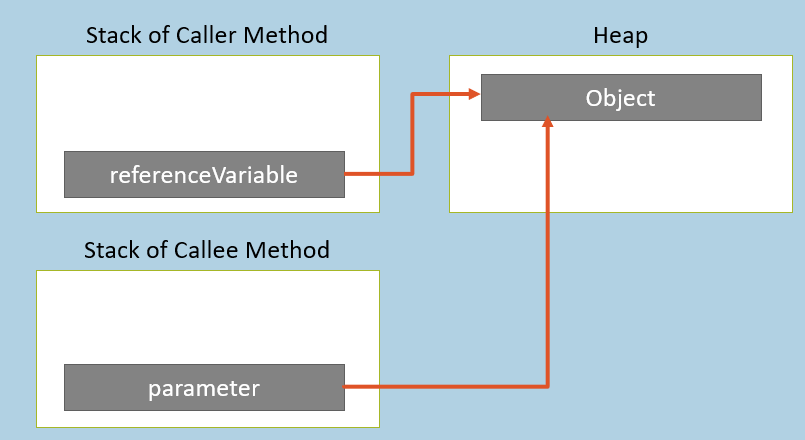 Stack of Caller Method
Heap
Object
referenceVariable
Stack of Callee Method
parameter